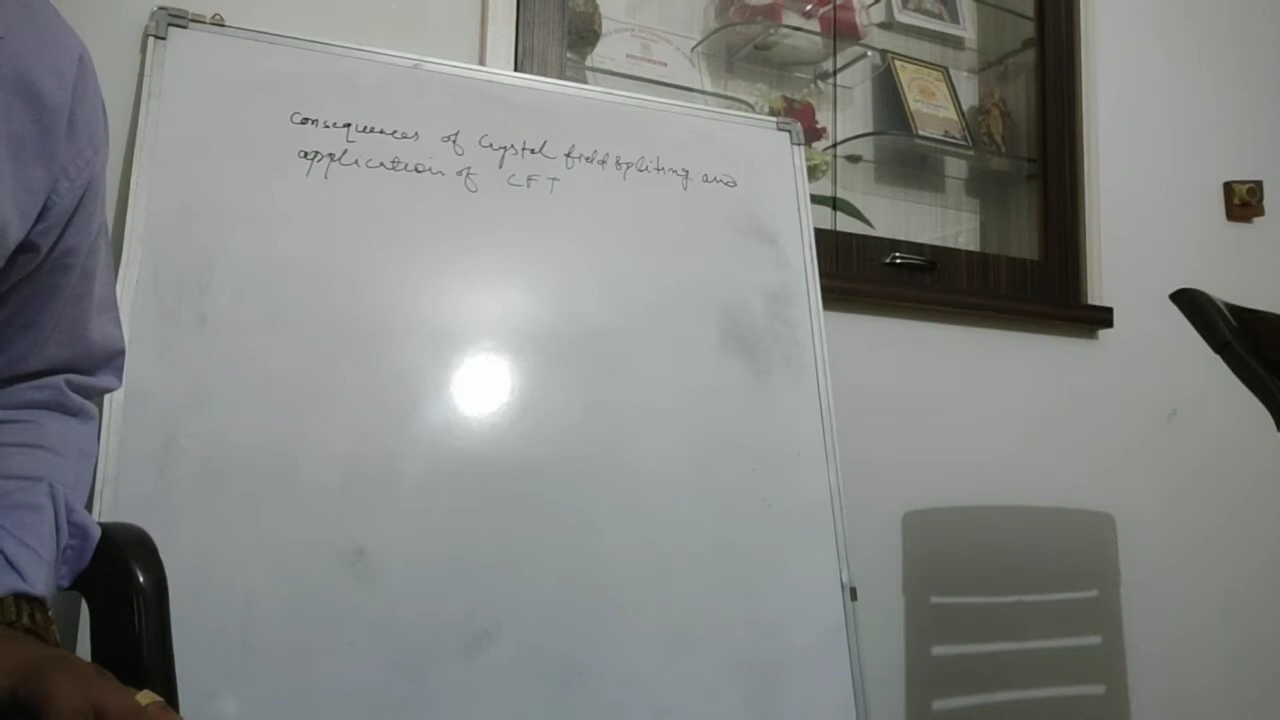 consequences of Crystal field spliting and
application of CFT